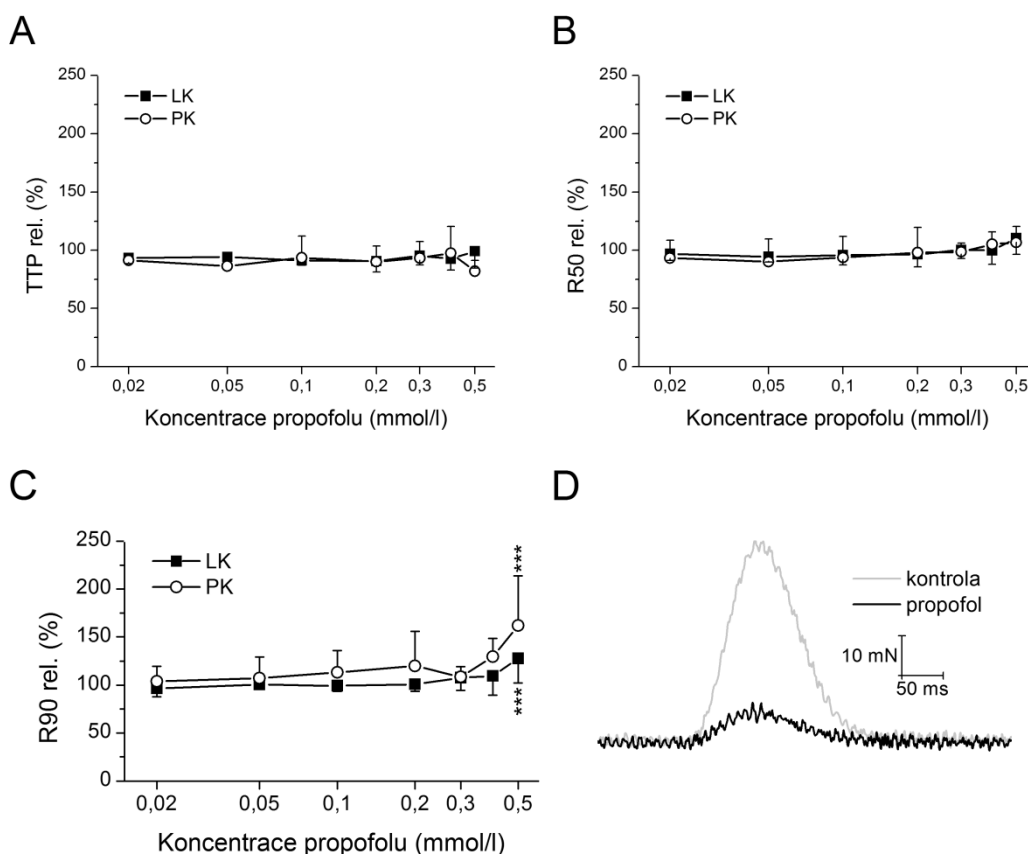 A
TTP rel. (%)
250
200
150
100
50
0
LK
PK
0,02 0,05 0,1 0,2 0,3 0,5
Koncentrace propofolu (mmol/l)
B
R50 rel. (%)
250
200
150
100
50
0
LK
PK
0,02 0,05 0,1 0,2 0,3 0,5
Koncentrace propofolu (mmol/l)
C
R90 rel. (%)
250
200
150
100
50
0
LK
PK
***
***
0,02 0,05 0,1 0,2 0,3 0,5
Koncentrace propofolu (mmol/l)
D
kontrola
propofol
10 mN
50 ms